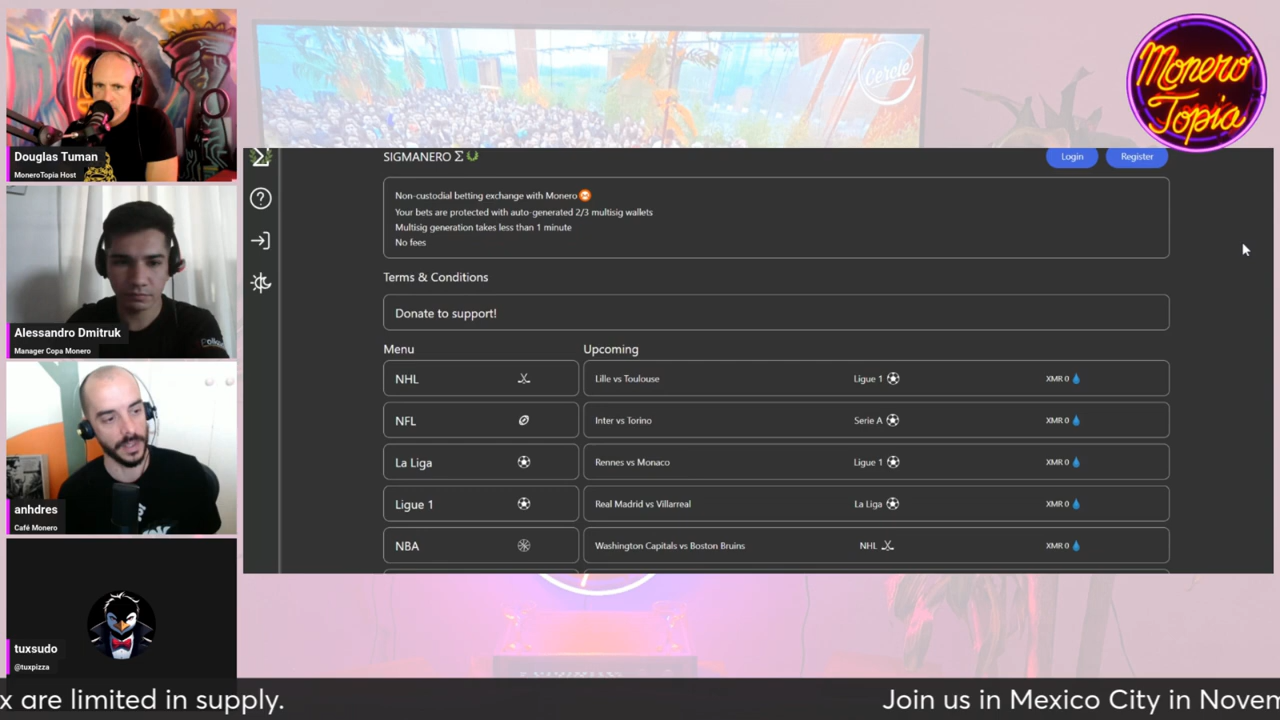 Douglas Tuman
MoneroTopia Host
Alessandro Dmitruk
Manager Copa Monero
anhdres
Café Monero
tuxsudo
@tuxpizza
Cercle
Monero
Topia
SIGMANERO Σ
Login
Register
Non-custodial betting exchange with Monero
Your bets are protected with auto-generated 2/3 multisig wallets
Multisig generation takes less than 1 minute
No fees
Terms & Conditions
Donate to support!
Menu
Upcoming
NHL
Lille vs Toulouse
Ligue 1
XMR 0
NFL
Inter vs Torino
Serie A
XMR 0
La Liga
Rennes vs Monaco
Ligue 1
XMR 0
Ligue 1
Real Madrid vs Villarreal
La Liga
XMR 0
NBA
Washington Capitals vs Boston Bruins
NHL
XMR 0
x are limited in supply.
Join us in Mexico City in Novem